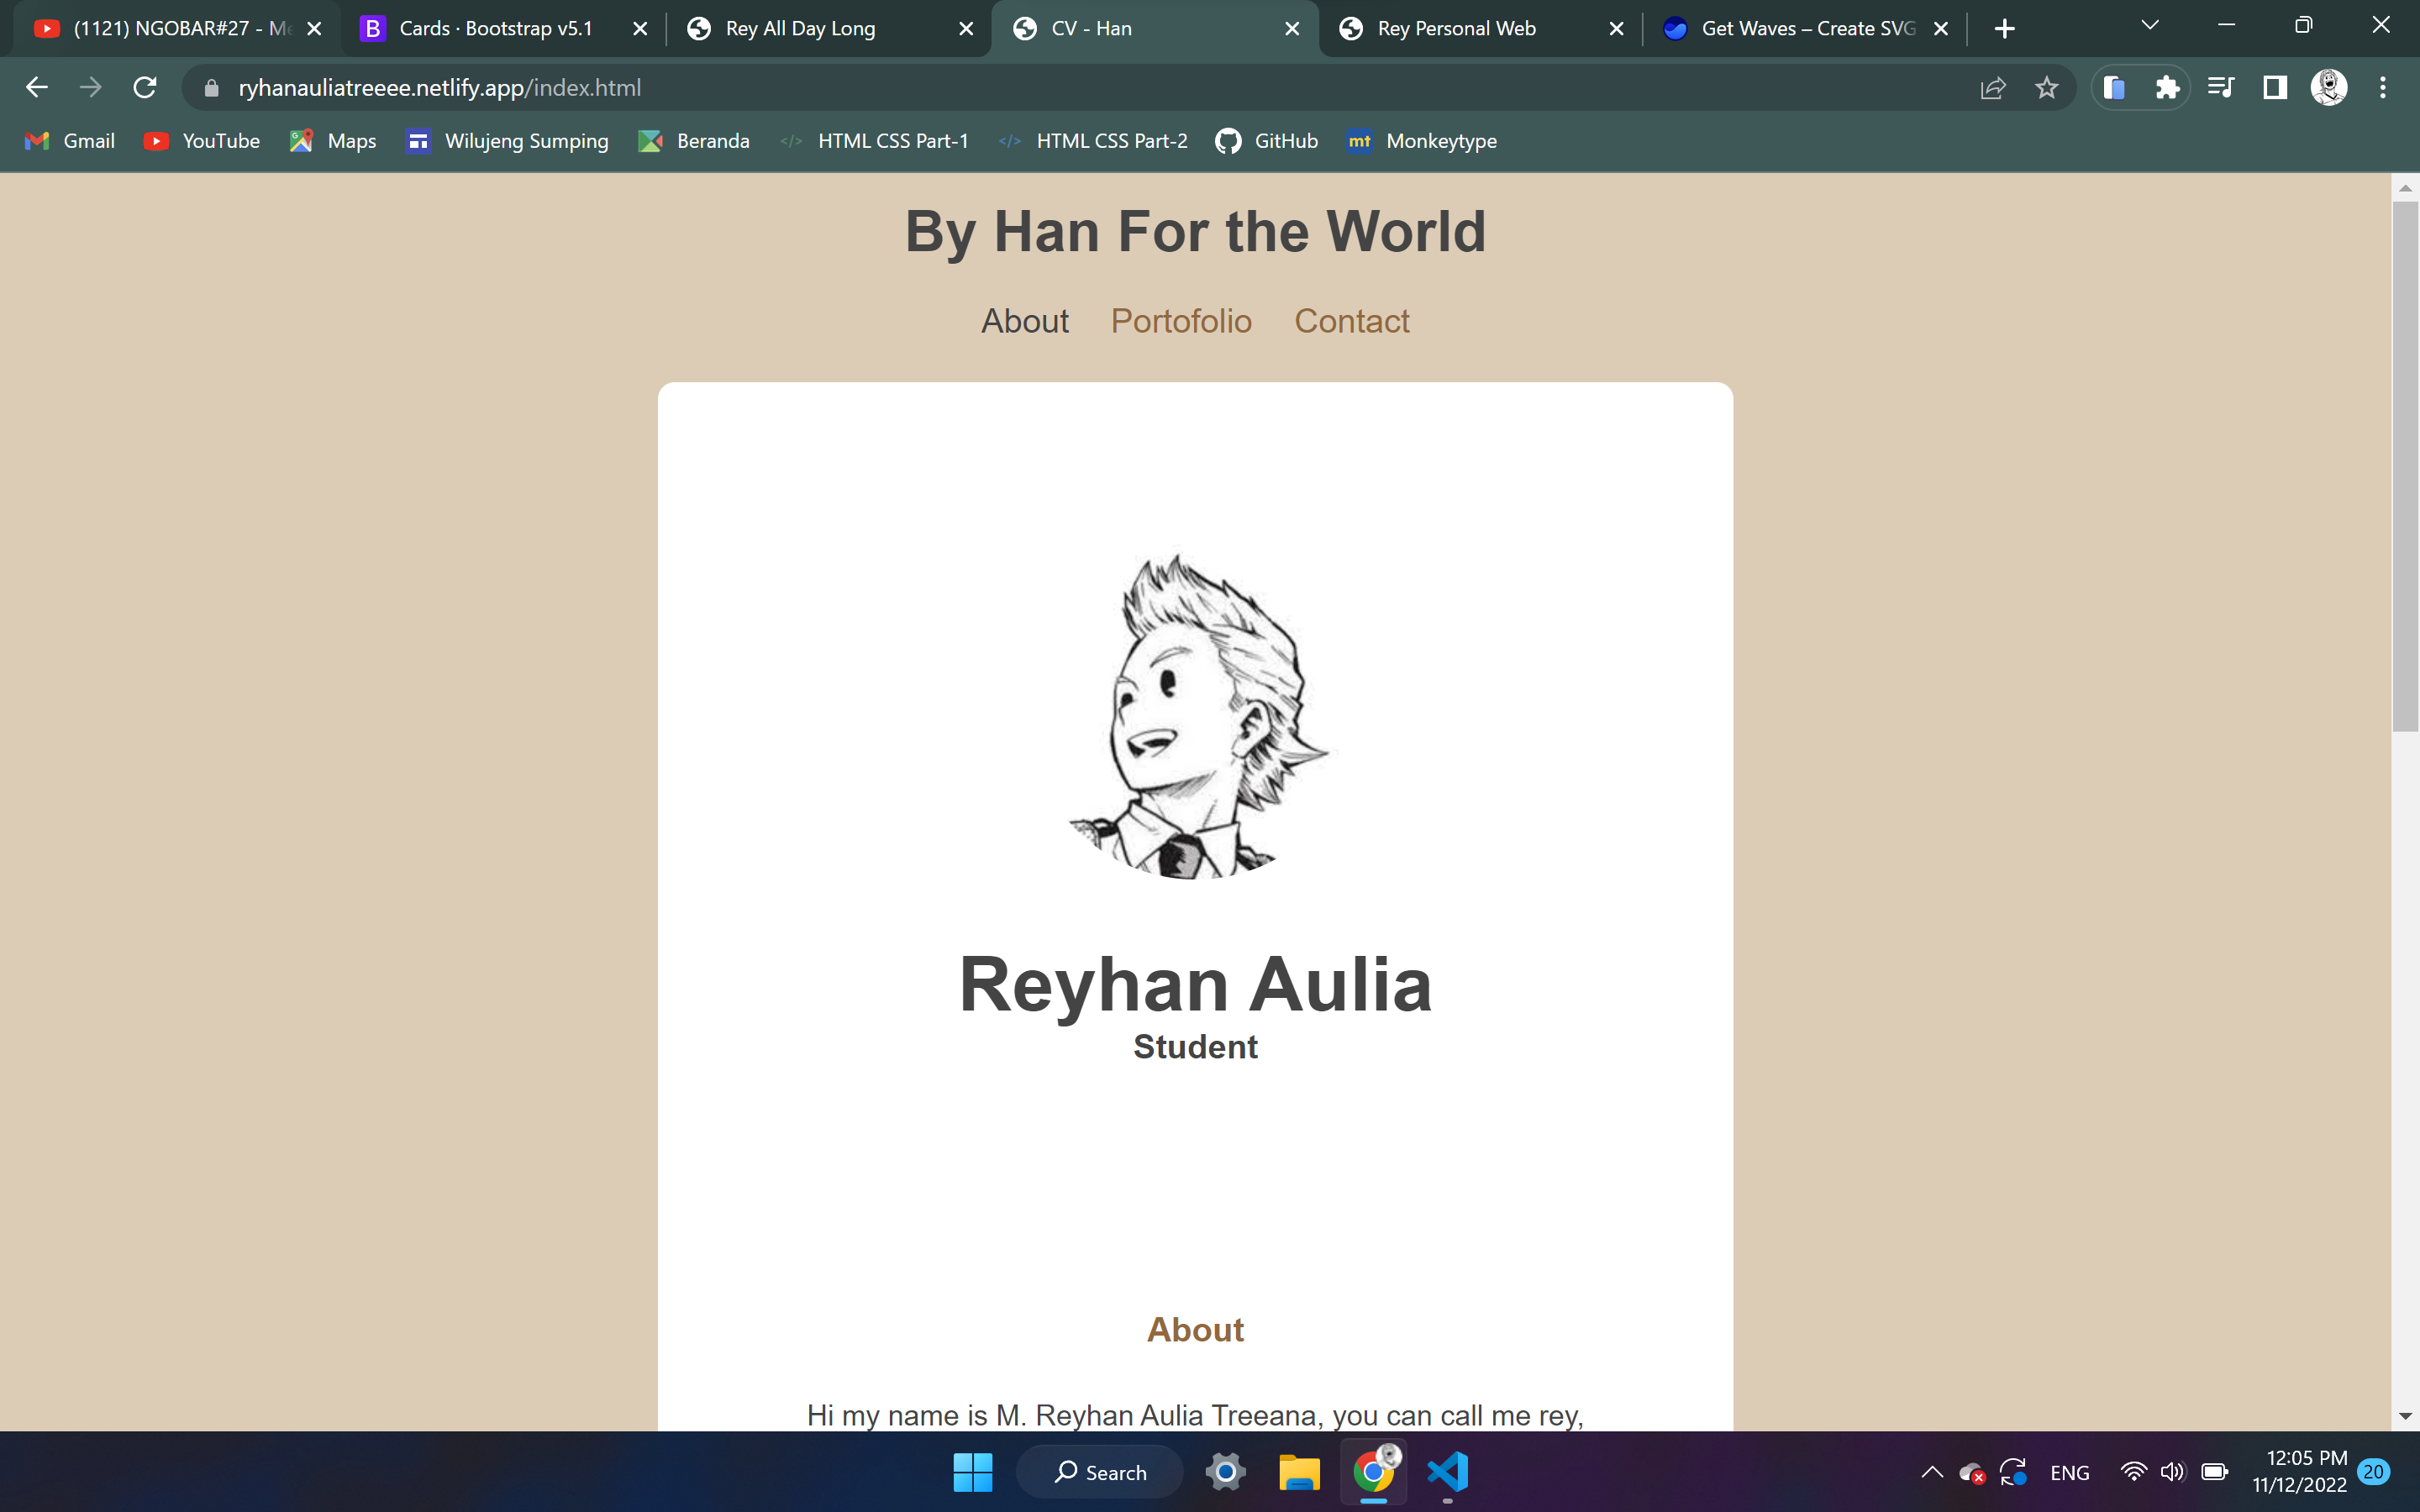 (1121) NGOBAR#27 - Me
Cards · Bootstrap v5.1
Rey All Day Long
CV - Han
Rey Personal Web
Get Waves – Create SVG
ryhanauliatreeee.netlify.app/index.html
Gmail
YouTube
Maps
Wilujeng Sumping
Beranda
</> HTML CSS Part-1
</> HTML CSS Part-2
GitHub
mt Monkeytype
By Han For the World
About Portofolio Contact
Reyhan Aulia
Student
About
Hi my name is M. Reyhan Aulia Treeana, you can call me rey,
Search
ENG
12:05 PM
11/12/2022
20